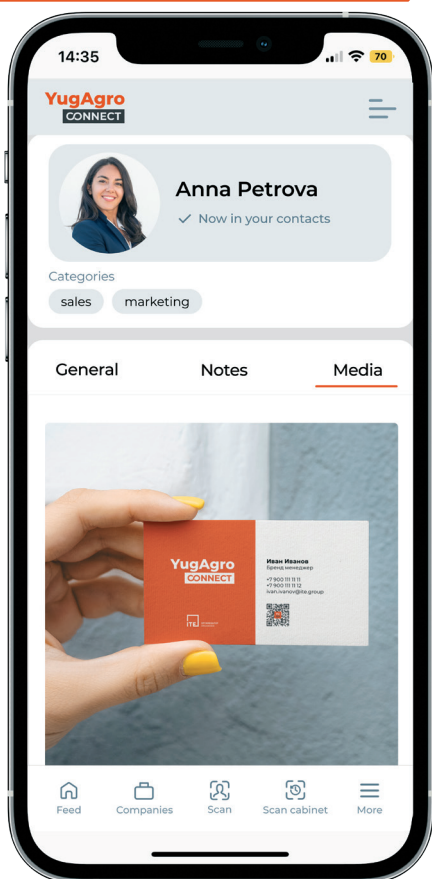 14:35
70
YugAgro
CONNECT
Anna Petrova
Now in your contacts
Categories
sales
marketing
General
Notes
Media
YugAgro
CONNECT
Иван Иванов
бренд менеджер
+7 900 111 11 11
+7 900 111 11 12
ivan.ivanov@ite.group
ITE
Feed
Companies
Scan
Scan cabinet
More